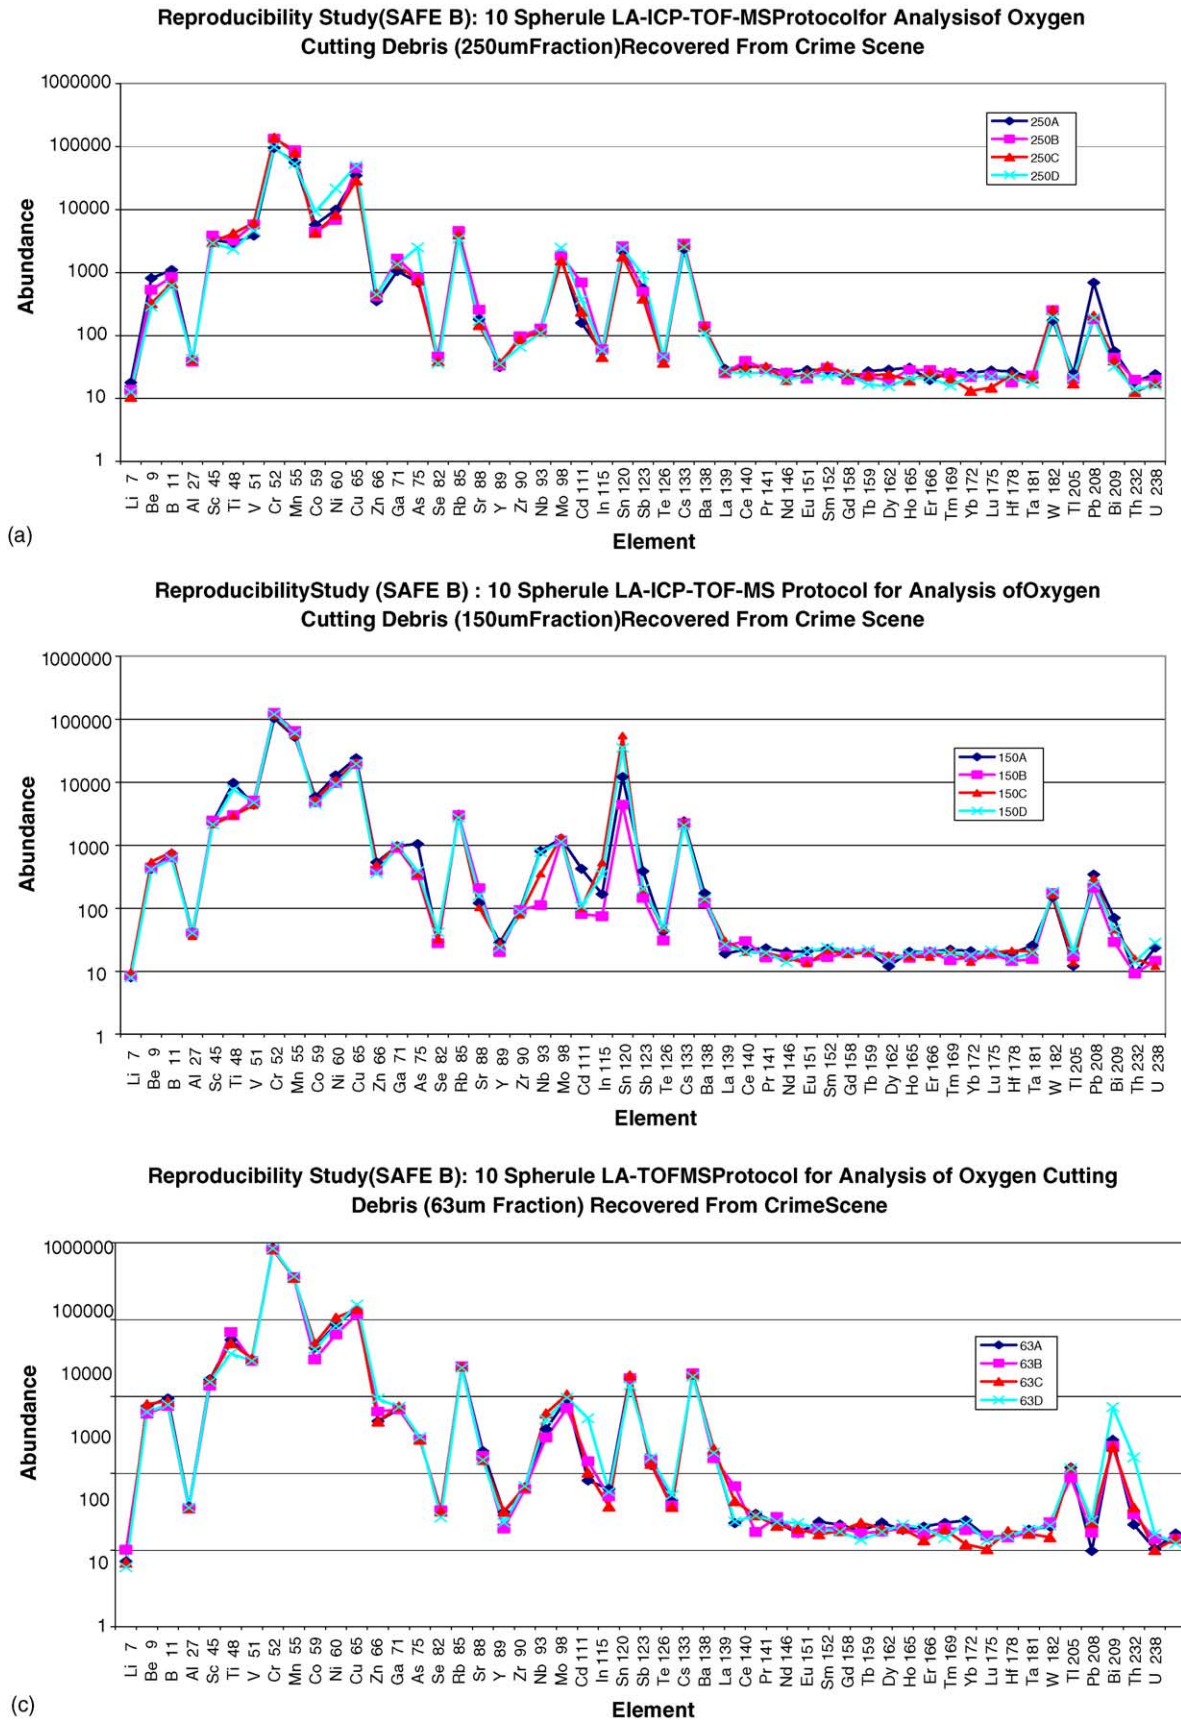 Reproducibility Study(SAFE B): 10 Spherule LA-ICP-TOF-MSProtocolfor Analysisof Oxygen
Cutting Debris (250umFraction)Recovered From Crime Scene
1000000
100000
10000
1000
100
10
1
Abundance
250A
250B
250C
250D
Li 7
Be 9
B 11
Al 27
Sc 45
Ti 48
V 51
Cr 52
Mn 55
Co 59
Ni 60
Cu 65
Zn 66
Ga 71
As 75
Se 82
Rb 85
Sr 88
Y 89
Zr 90
Nb 93
Mo 98
Cd 111
In 115
Sn 120
Sb 123
Te 126
Cs 133
Ba 138
La 139
Ce 140
Pr 141
Nd 146
Eu 151
Sm 152
Gd 158
Tb 159
Dy 162
Ho 165
Er 166
Tm 169
Yb 172
Lu 175
Hf 178
Ta 181
W 182
Tl 205
Pb 208
Bi 209
Th 232
U 238
(a)
Element
ReproducibilityStudy (SAFE B) : 10 Spherule LA-ICP-TOF-MS Protocol for Analysis ofOxygen
Cutting Debris (150umFraction)Recovered From Crime Scene
1000000
100000
10000
1000
100
10
1
Abundance
150A
150B
150C
150D
Li 7
Be 9
B 11
Al 27
Sc 45
Ti 48
V 51
Cr 52
Mn 55
Co 59
Ni 60
Cu 65
Zn 66
Ga 71
As 75
Se 82
Rb 85
Sr 88
Y 89
Zr 90
Nb 93
Mo 98
Cd 111
In 115
Sn 120
Sb 123
Te 126
Cs 133
Ba 138
La 139
Ce 140
Pr 141
Nd 146
Eu 151
Sm 152
Gd 158
Tb 159
Dy 162
Ho 165
Er 166
Tm 169
Yb 172
Lu 175
Hf 178
Ta 181
W 182
Tl 205
Pb 208
Bi 209
Th 232
U 238
Element
Reproducibility Study(SAFE B): 10 Spherule LA-TOFMSProtocol for Analysis of Oxygen Cutting
Debris (63um Fraction) Recovered From CrimeScene
1000000
100000
10000
1000
100
10
1
Abundance
63A
63B
63C
63D
Li 7
Be 9
B 11
Al 27
Sc 45
Ti 48
V 51
Cr 52
Mn 55
Co 59
Ni 60
Cu 65
Zn 66
Ga 71
As 75
Se 82
Rb 85
Sr 88
Y 89
Zr 90
Nb 93
Mo 98
Cd 111
In 115
Sn 120
Sb 123
Te 126
Cs 133
Ba 138
La 139
Ce 140
Pr 141
Nd 146
Eu 151
Sm 152
Gd 158
Tb 159
Dy 162
Ho 165
Er 166
Tm 169
Yb 172
Lu 175
Hf 178
Ta 181
W 182
Tl 205
Pb 208
Bi 209
Th 232
U 238
(c)
Element